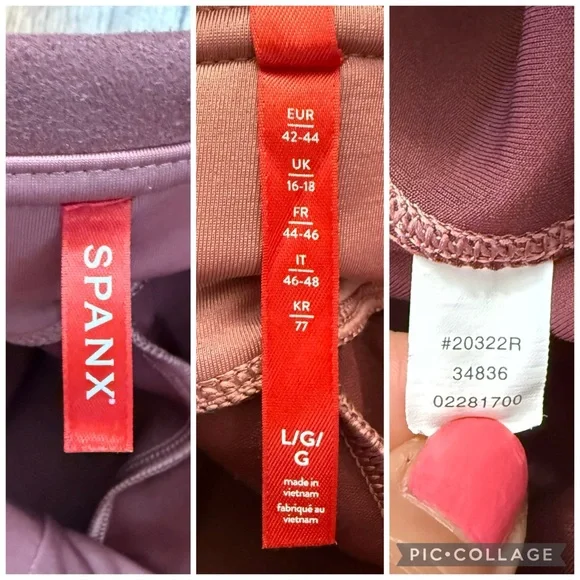 SPANX
EUR
42-44
UK
16-18
FR
44-46
IT
46-48
KR
77
L/G/
G
made in
vietnam
fabriqué au
vietnam
#20322R
34836
02281700
PIC•COLLAGE